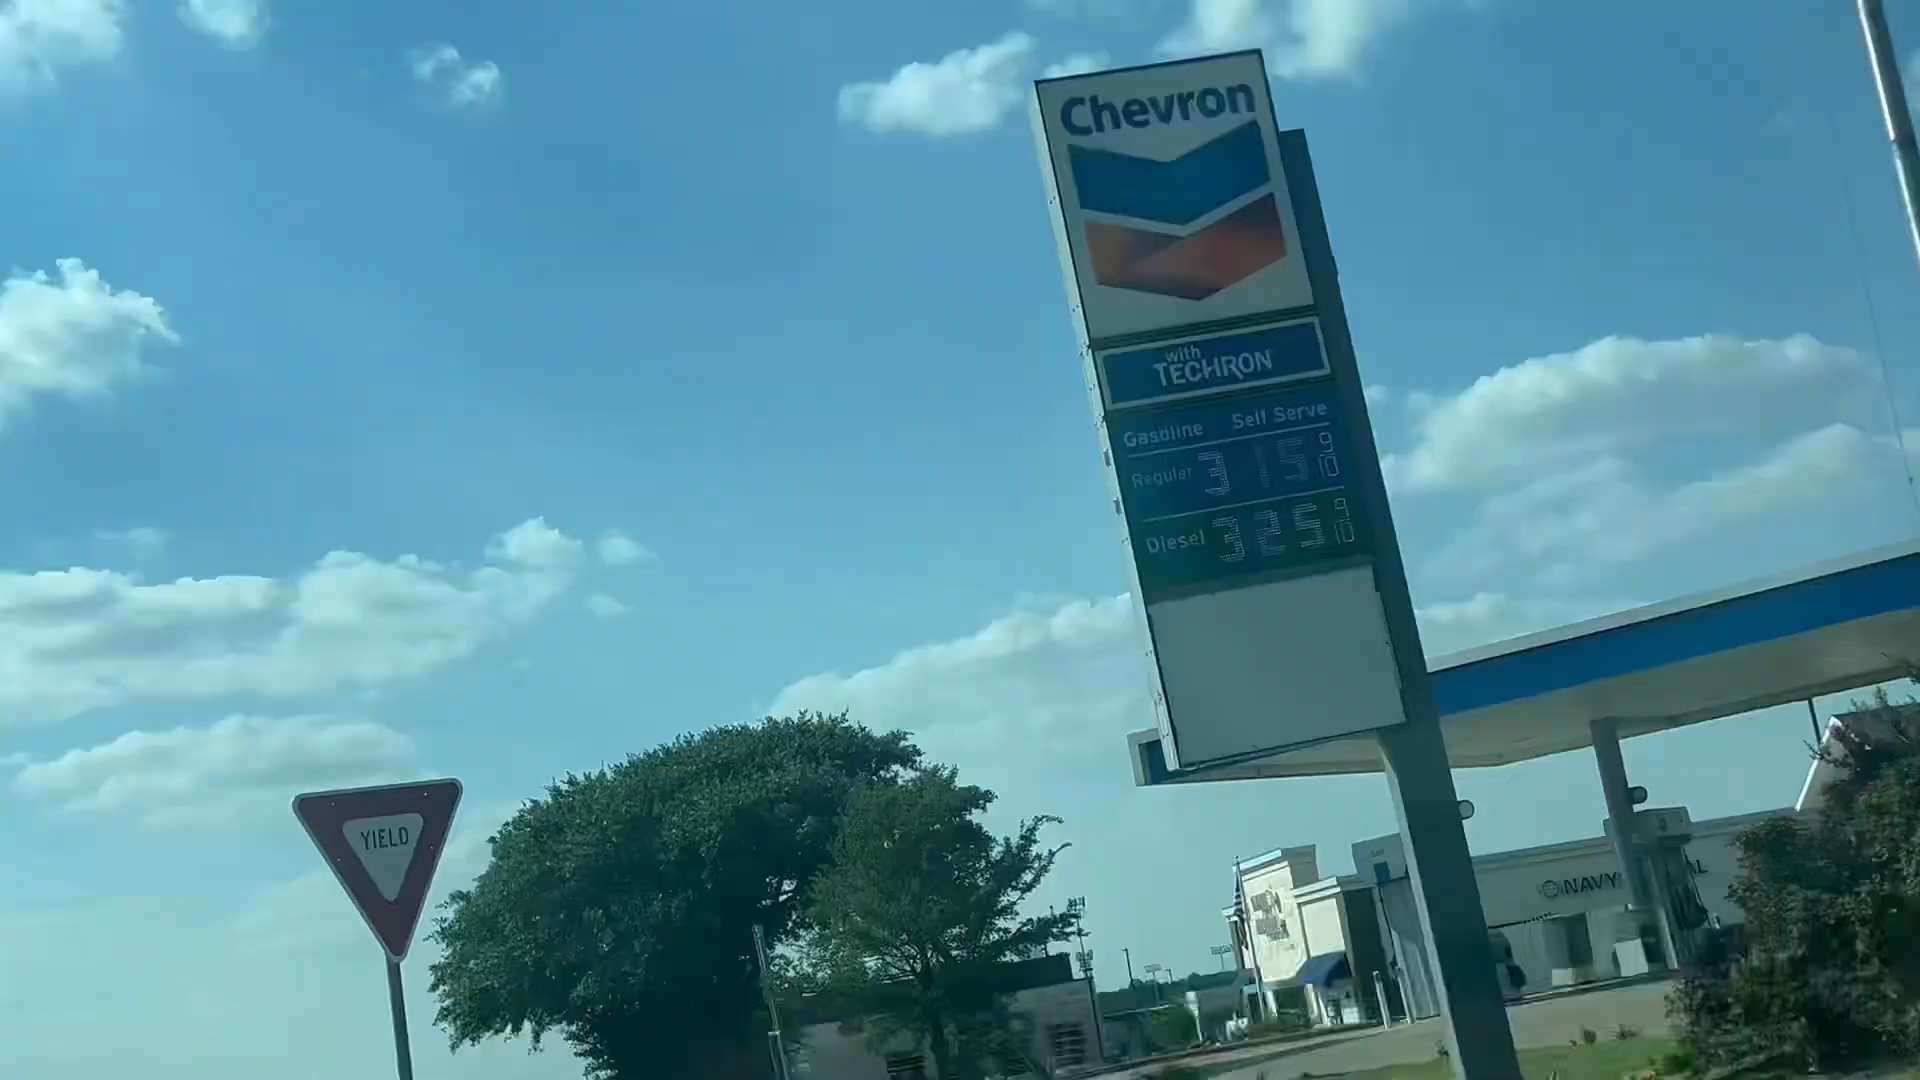 Chevron
with
TECHRON
Gasoline Self Serve
Regular 3 15 9/10
Diesel 3 25 9/10
YIELD
NAVY